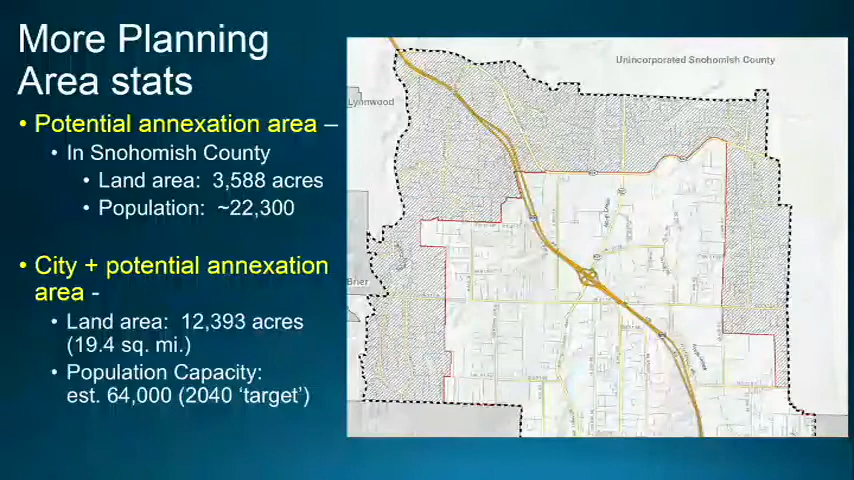 More Planning
Area stats
• Potential annexation area –
• In Snohomish County
• Land area: 3,588 acres
• Population: ~22,300
• City + potential annexation
area -
• Land area: 12,393 acres
(19.4 sq. mi.)
• Population Capacity:
est. 64,000 (2040 ‘target’)
Unincorporated Snohomish County
Lynnwood
Brier